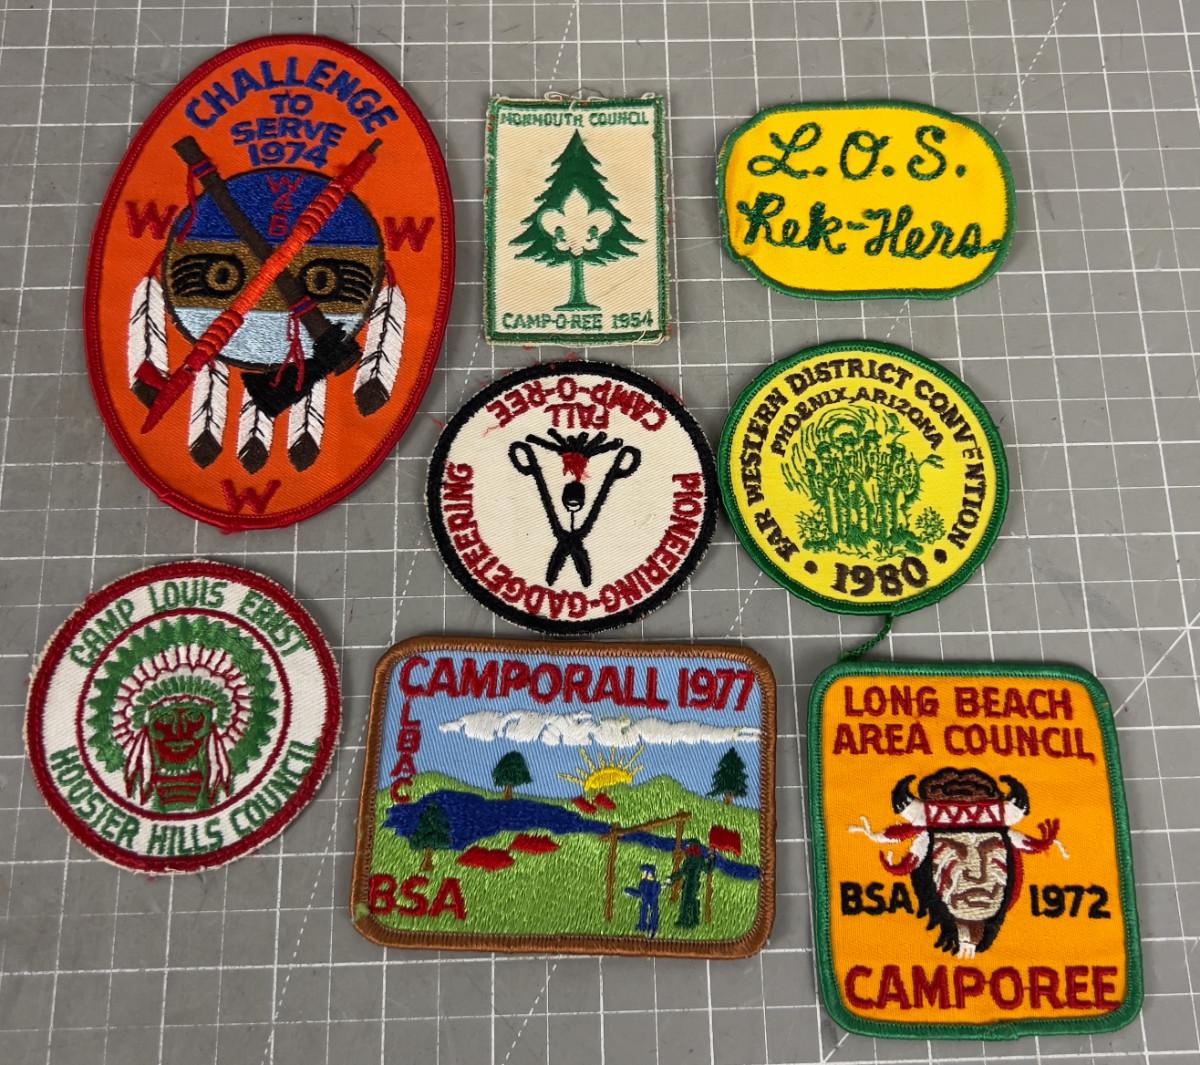 CHALLENGE
TO
SERVE
1974
WAB
W
W
W
MONMOUTH COUNCIL
CAMP-O-REE 1954
L.O.S.
Rek-Hers
FALL
CAMP-O-REE
PIONEERING-GADGETEERING
FAR WESTERN DISTRICT CONVENTION
PHOENIX, ARIZONA
• 1980 •
CAMP LOUIS ERNST
HOOSIER HILLS COUNCIL
CAMPORALL 1977
LBAC
BSA
LONG BEACH
AREA COUNCIL
BSA 1972
CAMPOREE